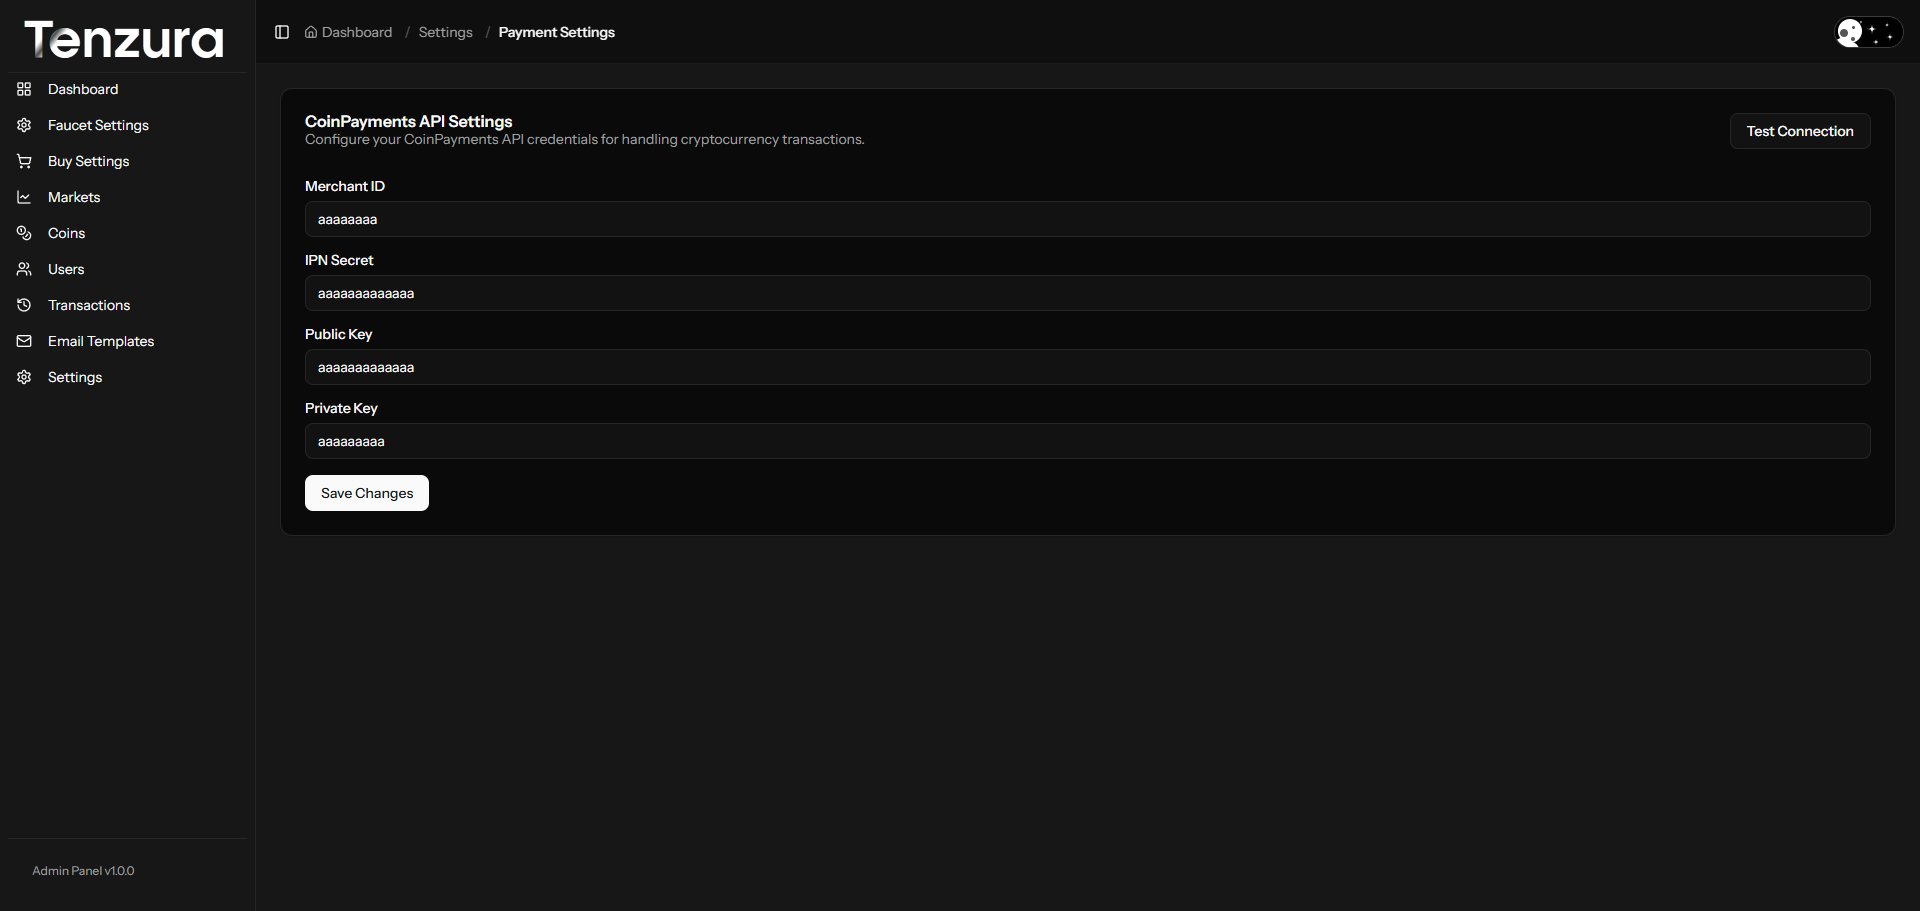 Tenzura
Dashboard
Faucet Settings
Buy Settings
Markets
Coins
Users
Transactions
Email Templates
Settings
Admin Panel v1.0.0
Dashboard / Settings / Payment Settings
CoinPayments API Settings
Configure your CoinPayments API credentials for handling cryptocurrency transactions.
Test Connection
Merchant ID
aaaaaaaa
IPN Secret
aaaaaaaaaaaaa
Public Key
aaaaaaaaaaaaa
Private Key
aaaaaaaaa
Save Changes